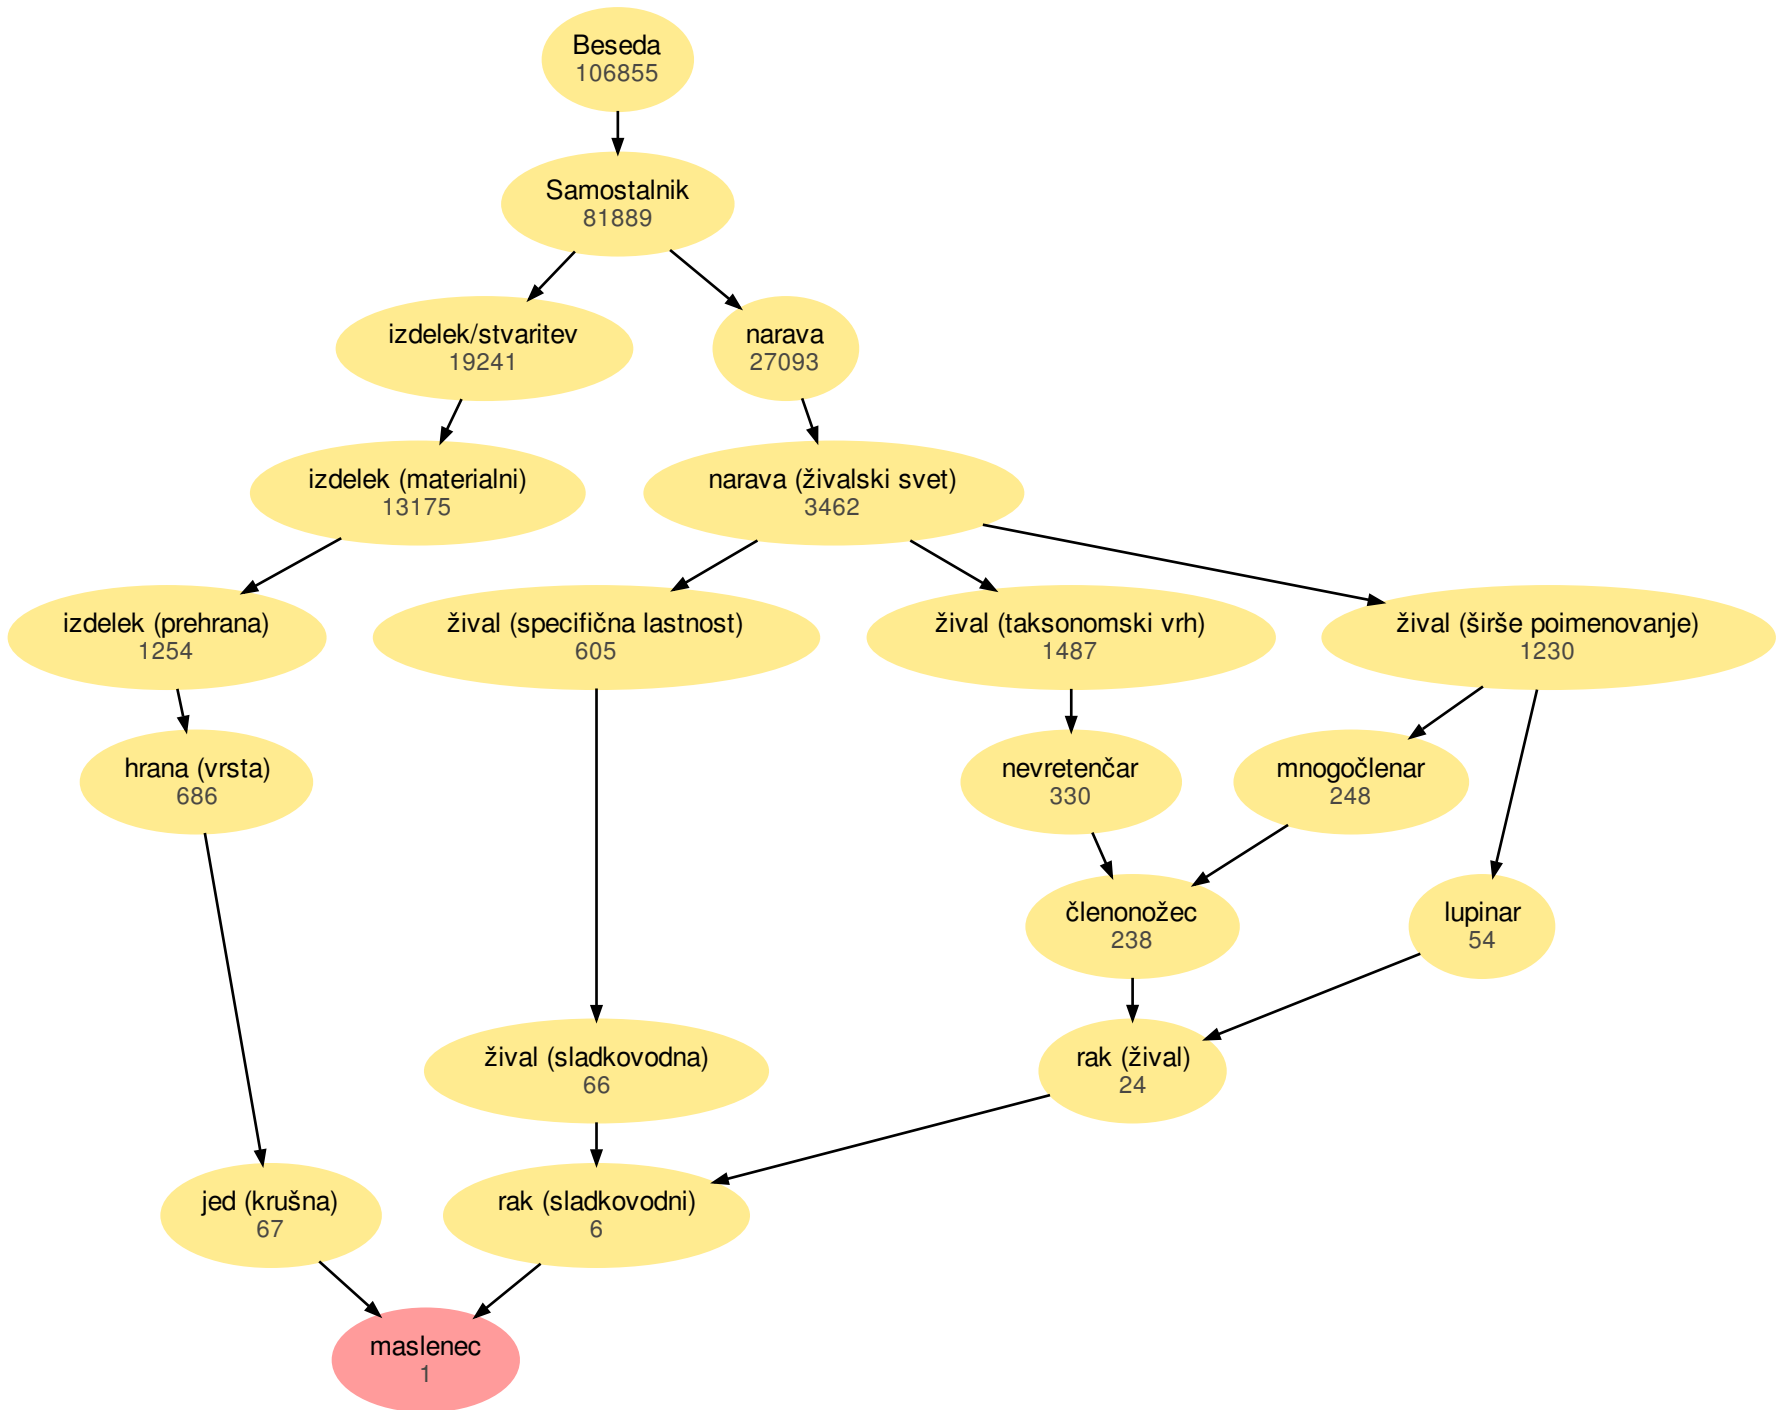 Beseda
106855
Samostalnik
81889
izdelek/stvaritev
19241
narava
27093
izdelek (materialni)
13175
narava (živalski svet)
3462
izdelek (prehrana)
1254
žival (specifična lastnost)
605
žival (taksonomski vrh)
1487
žival (širše poimenovanje)
1230
hrana (vrsta)
686
nevretenčar
330
mnogočlenar
248
členonožec
238
lupinar
54
žival (sladkovodna)
66
rak (žival)
24
jed (krušna)
67
rak (sladkovodni)
6
maslenec
1